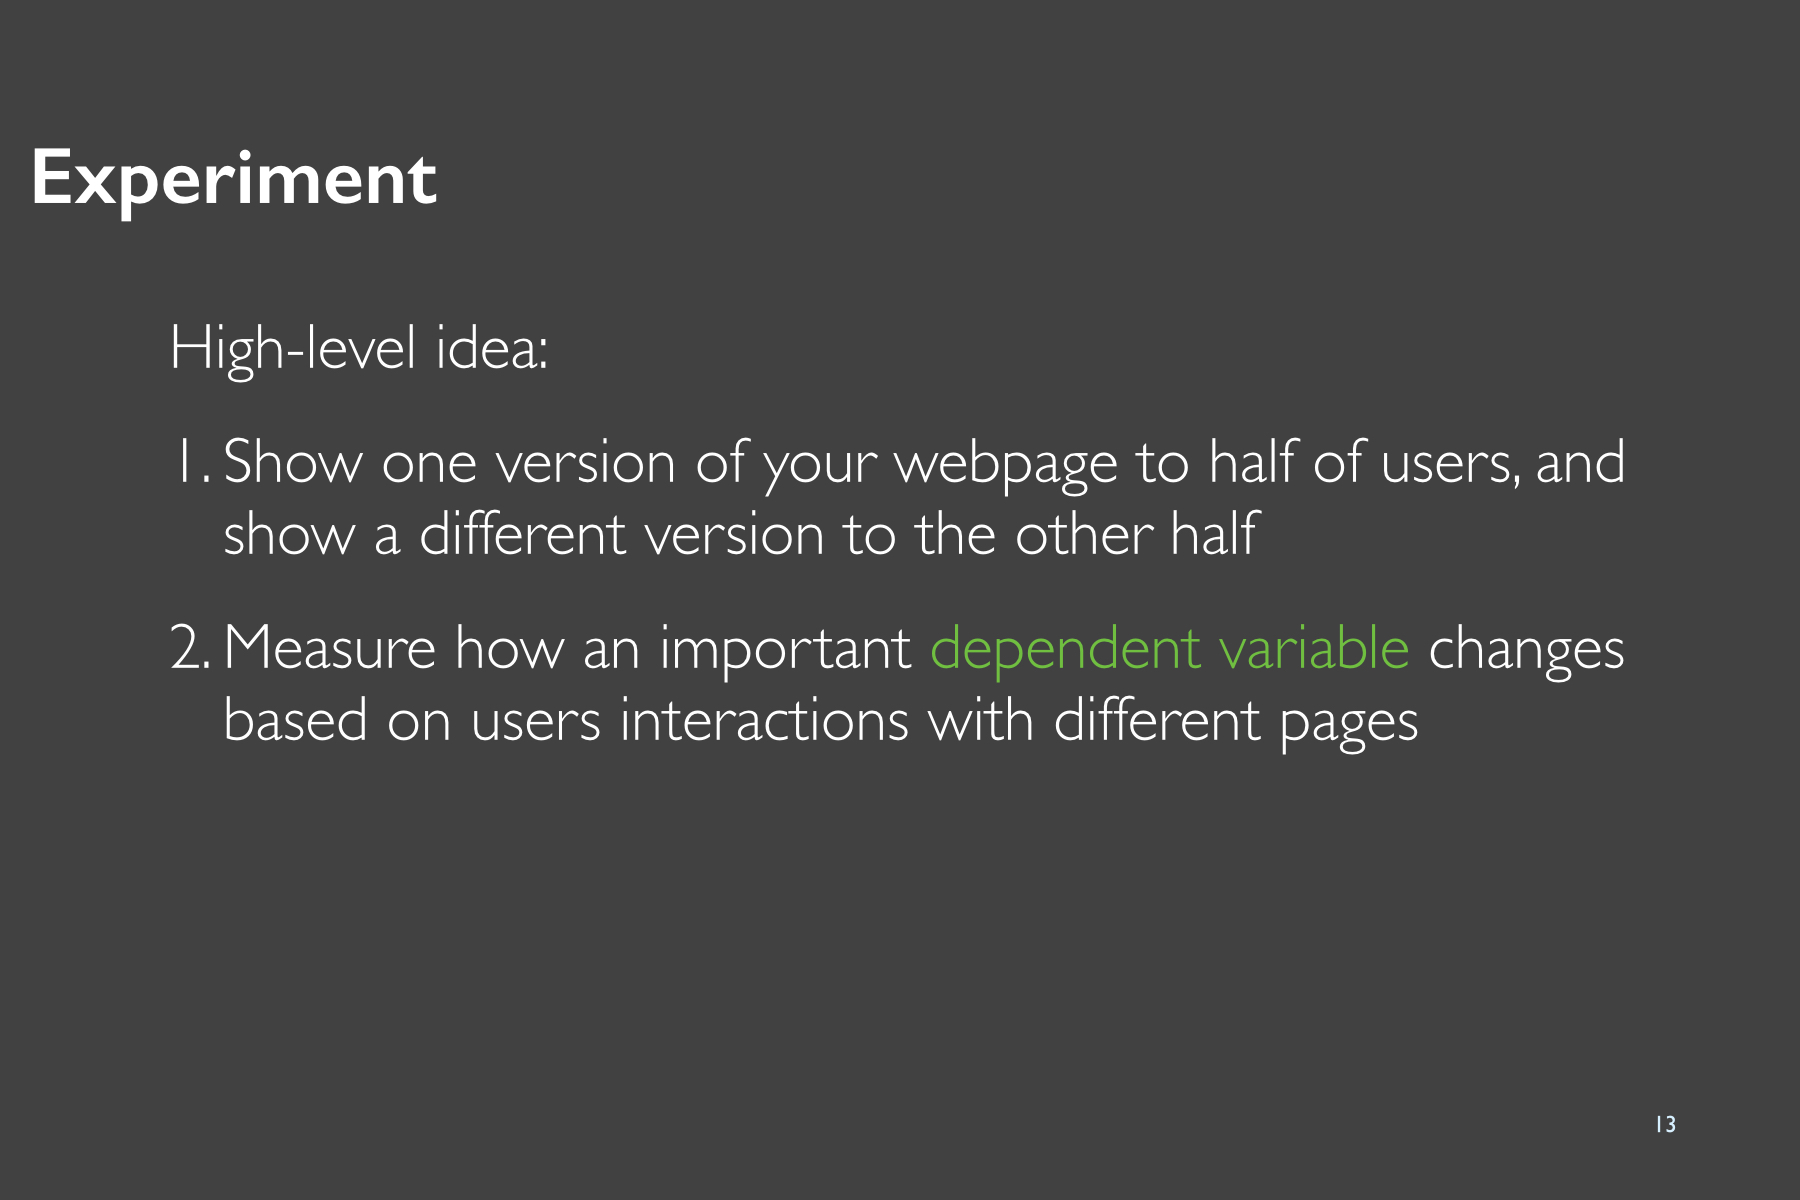 Experiment
High-level idea:
1. Show one version of your webpage to half of users, and
show a different version to the other half
2. Measure how an important dependent variable changes
based on users interactions with different pages
13